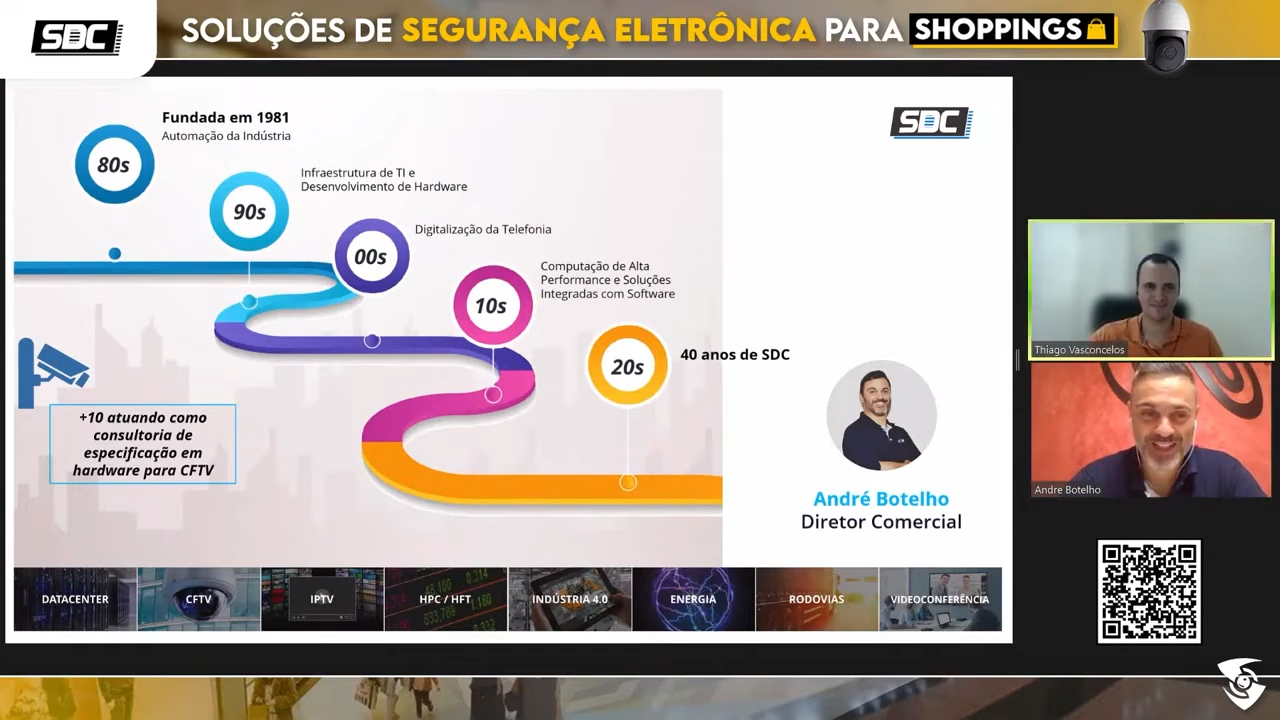 SDC
SOLUÇÕES DE SEGURANÇA ELETRÔNICA PARA SHOPPINGS
SDC
Fundada em 1981
Automação da Indústria
80s
Infraestrutura de TI e
Desenvolvimento de Hardware
90s
Digitalização da Telefonia
00s
Computação de Alta
Performance e Soluções
Integradas com Software
10s
40 anos de SDC
20s
+10 atuando como
consultoria de
especificação em
hardware para CFTV
André Botelho
Diretor Comercial
DATACENTER
CFTV
IPTV
HPC / HFT
INDÚSTRIA 4.0
ENERGIA
RODOVIAS
VIDEOCONFERÊNCIA
Thiago Vasconcelos
Andre Botelho